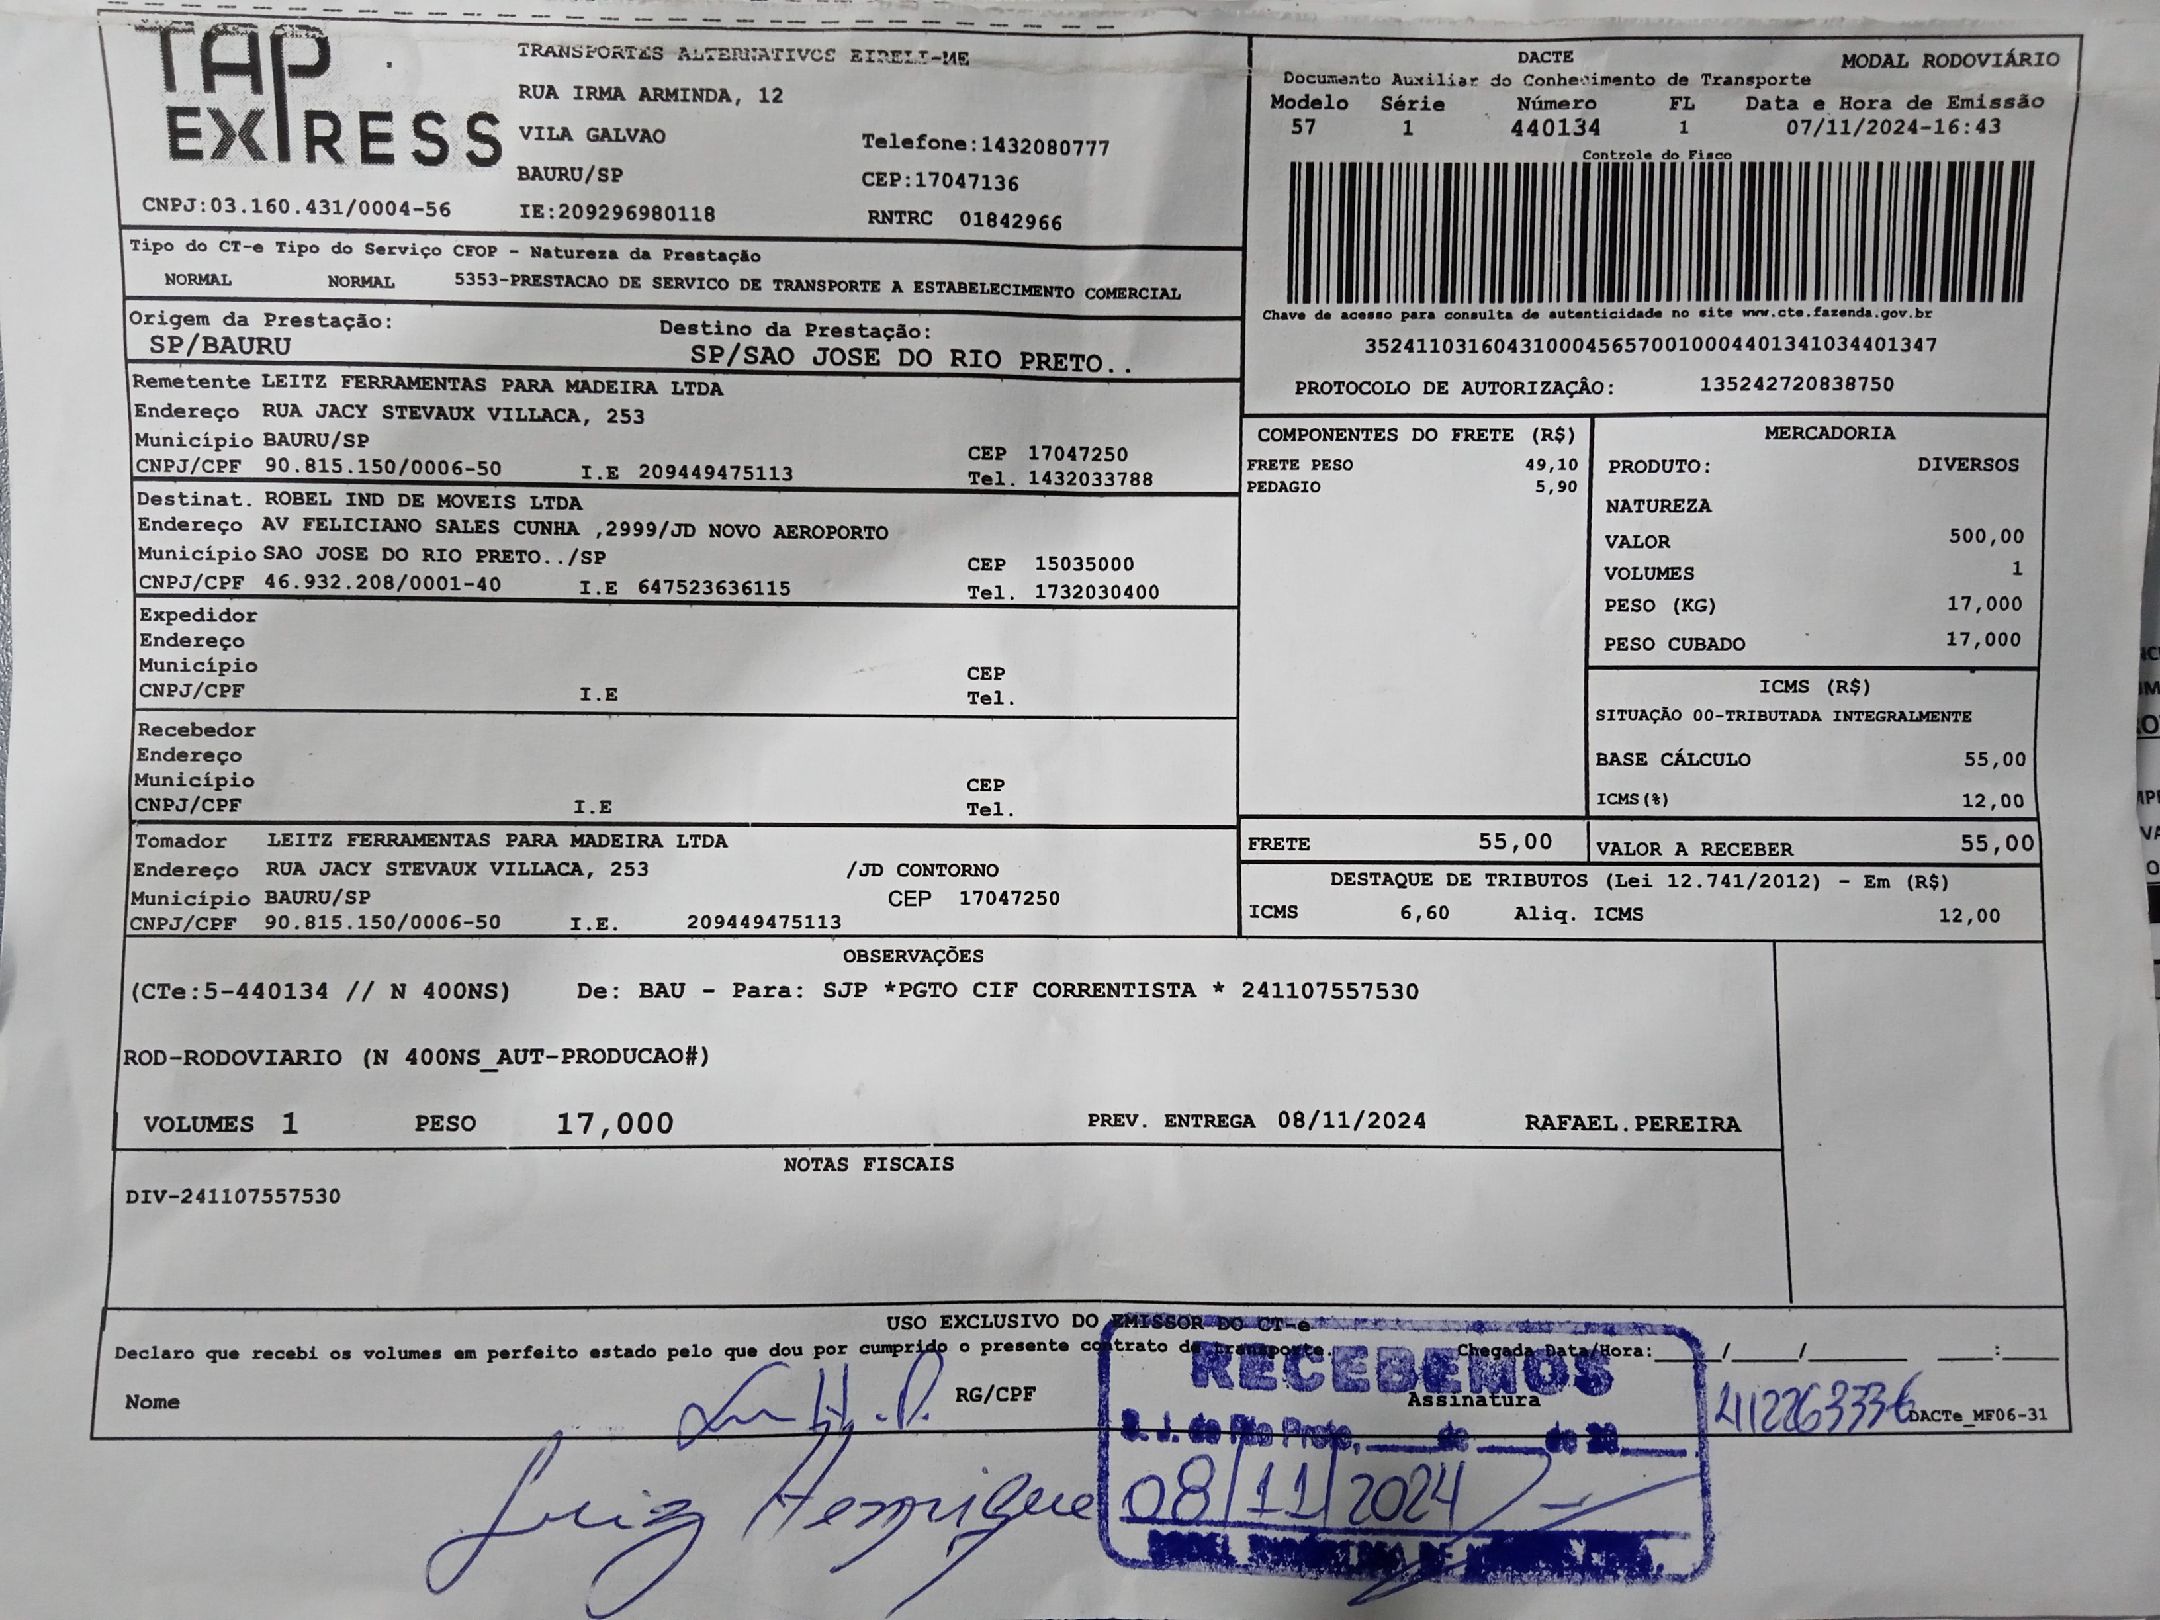 TAP
EXPRESS
CNPJ:03.160.431/0004-56
TRANSPORTES ALTERNATIVOS EIRELI-ME
RUA IRMA ARMINDA, 12
VILA GALVAO Telefone:1432080777
BAURU/SP CEP:17047136
IE:209296980118 RNTRC 01842966
DACTE MODAL RODOVIÁRIO
Documento Auxiliar do Conhecimento de Transporte
Modelo Série Número FL Data e Hora de Emissão
57 1 440134 1 07/11/2024-16:43
Controle do Fisco
Chave de acesso para consulta de autenticidade no site www.cte.fazenda.gov.br
35241103160431000456570010004401341034401347
PROTOCOLO DE AUTORIZAÇÃO: 135242720838750
Tipo do CT-e Tipo do Serviço CFOP - Natureza da Prestação
NORMAL NORMAL 5353-PRESTACAO DE SERVICO DE TRANSPORTE A ESTABELECIMENTO COMERCIAL
Origem da Prestação: Destino da Prestação:
SP/BAURU SP/SAO JOSE DO RIO PRETO..
Remetente LEITZ FERRAMENTAS PARA MADEIRA LTDA
Endereço RUA JACY STEVAUX VILLACA, 253
Município BAURU/SP CEP 17047250
CNPJ/CPF 90.815.150/0006-50 I.E 209449475113 Tel. 1432033788
Destinat. ROBEL IND DE MOVEIS LTDA
Endereço AV FELICIANO SALES CUNHA ,2999/JD NOVO AEROPORTO
Município SAO JOSE DO RIO PRETO../SP CEP 15035000
CNPJ/CPF 46.932.208/0001-40 I.E 647523636115 Tel. 1732030400
Expedidor
Endereço
Município CEP
CNPJ/CPF I.E Tel.
Recebedor
Endereço
Município CEP
CNPJ/CPF I.E Tel.
Tomador LEITZ FERRAMENTAS PARA MADEIRA LTDA
Endereço RUA JACY STEVAUX VILLACA, 253 /JD CONTORNO
Município BAURU/SP CEP 17047250
CNPJ/CPF 90.815.150/0006-50 I.E. 209449475113
COMPONENTES DO FRETE (R$)
FRETE PESO 49,10
PEDAGIO 5,90
MERCADORIA
PRODUTO: DIVERSOS
NATUREZA
VALOR 500,00
VOLUMES 1
PESO (KG) 17,000
PESO CUBADO 17,000
ICMS (R$)
SITUAÇÃO 00-TRIBUTADA INTEGRALMENTE
BASE CÁLCULO 55,00
ICMS(%) 12,00
FRETE 55,00 VALOR A RECEBER 55,00
DESTAQUE DE TRIBUTOS (Lei 12.741/2012) - Em (R$)
ICMS 6,60 Aliq. ICMS 12,00
OBSERVAÇÕES
(CTe:5-440134 // N 400NS) De: BAU - Para: SJP *PGTO CIF CORRENTISTA * 241107557530
ROD-RODOVIARIO (N 400NS_AUT-PRODUCAO#)
VOLUMES 1 PESO 17,000 PREV. ENTREGA 08/11/2024 RAFAEL.PEREIRA
NOTAS FISCAIS
DIV-241107557530
USO EXCLUSIVO DO EMISSOR DO CT-e
Declaro que recebi os volumes em perfeito estado pelo que dou por cumprido o presente contrato de transporte. Chegada Data/Hora:____/____/______ ___:___
Nome RG/CPF Assinatura DACTe_MF06-31
RECEBEMOS
S. J. do Rio Preto, ____ de ____ de 20____
08/11/2024
Luiz Henrique